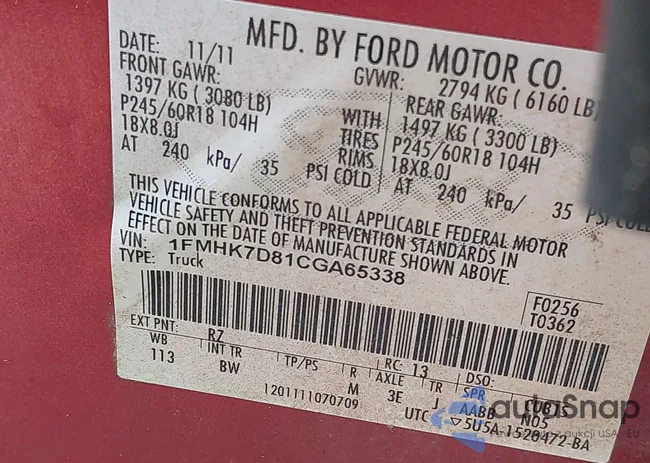 MFD. BY FORD MOTOR CO.
DATE: 11/11 GVWR: 2794 KG ( 6160 LB)
FRONT GAWR: REAR GAWR:
1397 KG ( 3080 LB) WITH 1497 KG ( 3300 LB)
P245/60R18 104H TIRES P245/60R18 104H
18X8.0J RIMS 18X8.0J
AT 240 kPa/ 35 PSI COLD AT 240 kPa/ 35 PSI COLD
THIS VEHICLE CONFORMS TO ALL APPLICABLE FEDERAL MOTOR
VEHICLE SAFETY AND THEFT PREVENTION STANDARDS IN
EFFECT ON THE DATE OF MANUFACTURE SHOWN ABOVE.
VIN: 1FMHK7D81CGA65338
TYPE: Truck
F0256
T0362
EXT PNT: RZ RC: 13 DSO:
WB INT TR TP/PS R AXLE TR SPR
113 BW M 3E J AABB N05
1201111070709 UTC
5U5A-1520472-BA
autoSnap